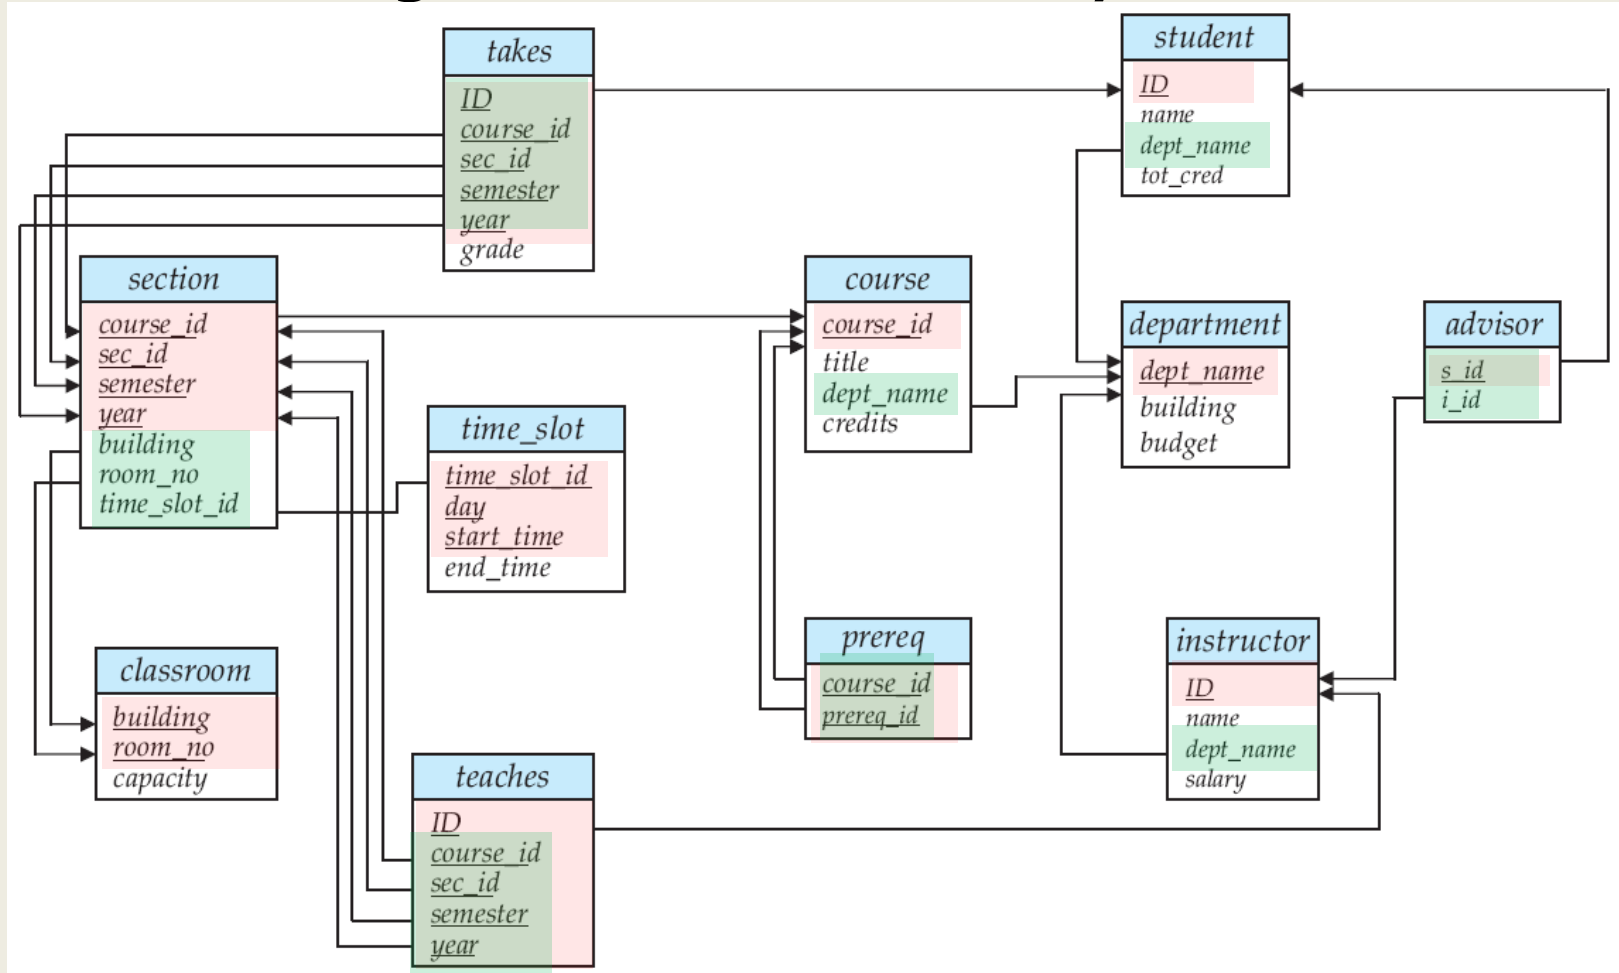 takes
ID
course_id
sec_id
semester
year
grade
student
ID
name
dept_name
tot_cred
section
course_id
sec_id
semester
year
building
room_no
time_slot_id
course
course_id
title
dept_name
credits
department
dept_name
building
budget
advisor
s_id
i_id
time_slot
time_slot_id
day
start_time
end_time
prereq
course_id
prereq_id
instructor
ID
name
dept_name
salary
classroom
building
room_no
capacity
teaches
ID
course_id
sec_id
semester
year